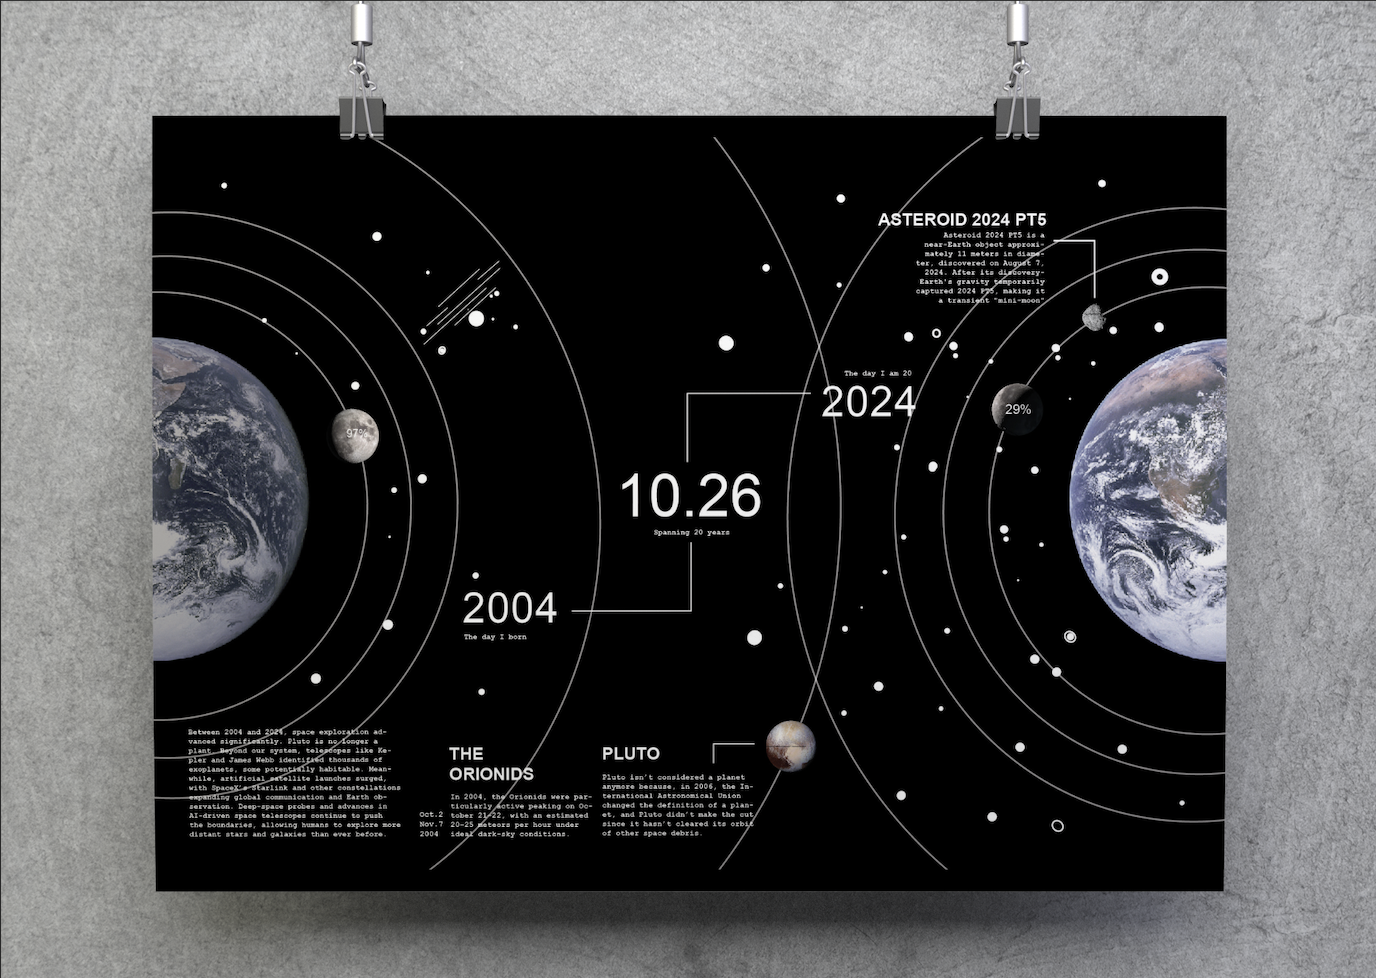 ASTEROID 2024 PT5
Asteroid 2024 PT5 is a
near-Earth object approxi-
mately 11 meters in diame-
ter, discovered on August 7,
2024. After its discovery-
Earth's gravity temporarily
captured 2024 PT5, making it
a transient "mini-moon"
The day I am 20
2024
29%
97%
10.26
Spanning 20 years
2004
The day I born
Between 2004 and 2024, space exploration ad-
vanced significantly. Pluto is no longer a
plant. Beyond our system, telescopes like Ke-
pler and James Webb identified thousands of
exoplanets, some potentially habitable. Mean-
while, artificial satellite launches surged,
with SpaceX's Starlink and other constellations
expanding global communication and Earth ob-
servation. Deep-space probes and advances in
AI-driven space telescopes continue to push
the boundaries, allowing humans to explore more
distant stars and galaxies than ever before.
THE
ORIONIDS
Oct.2
Nov.7
2004
In 2004, the Orionids were par-
ticularly active peaking on Oc-
tober 21-22, with an estimated
20-25 meteors per hour under
ideal dark-sky conditions.
PLUTO
Pluto isn't considered a planet
anymore because, in 2006, the In-
ternational Astronomical Union
changed the definition of a plan-
et, and Pluto didn't make the cut
since it hasn't cleared its orbit
of other space debris.